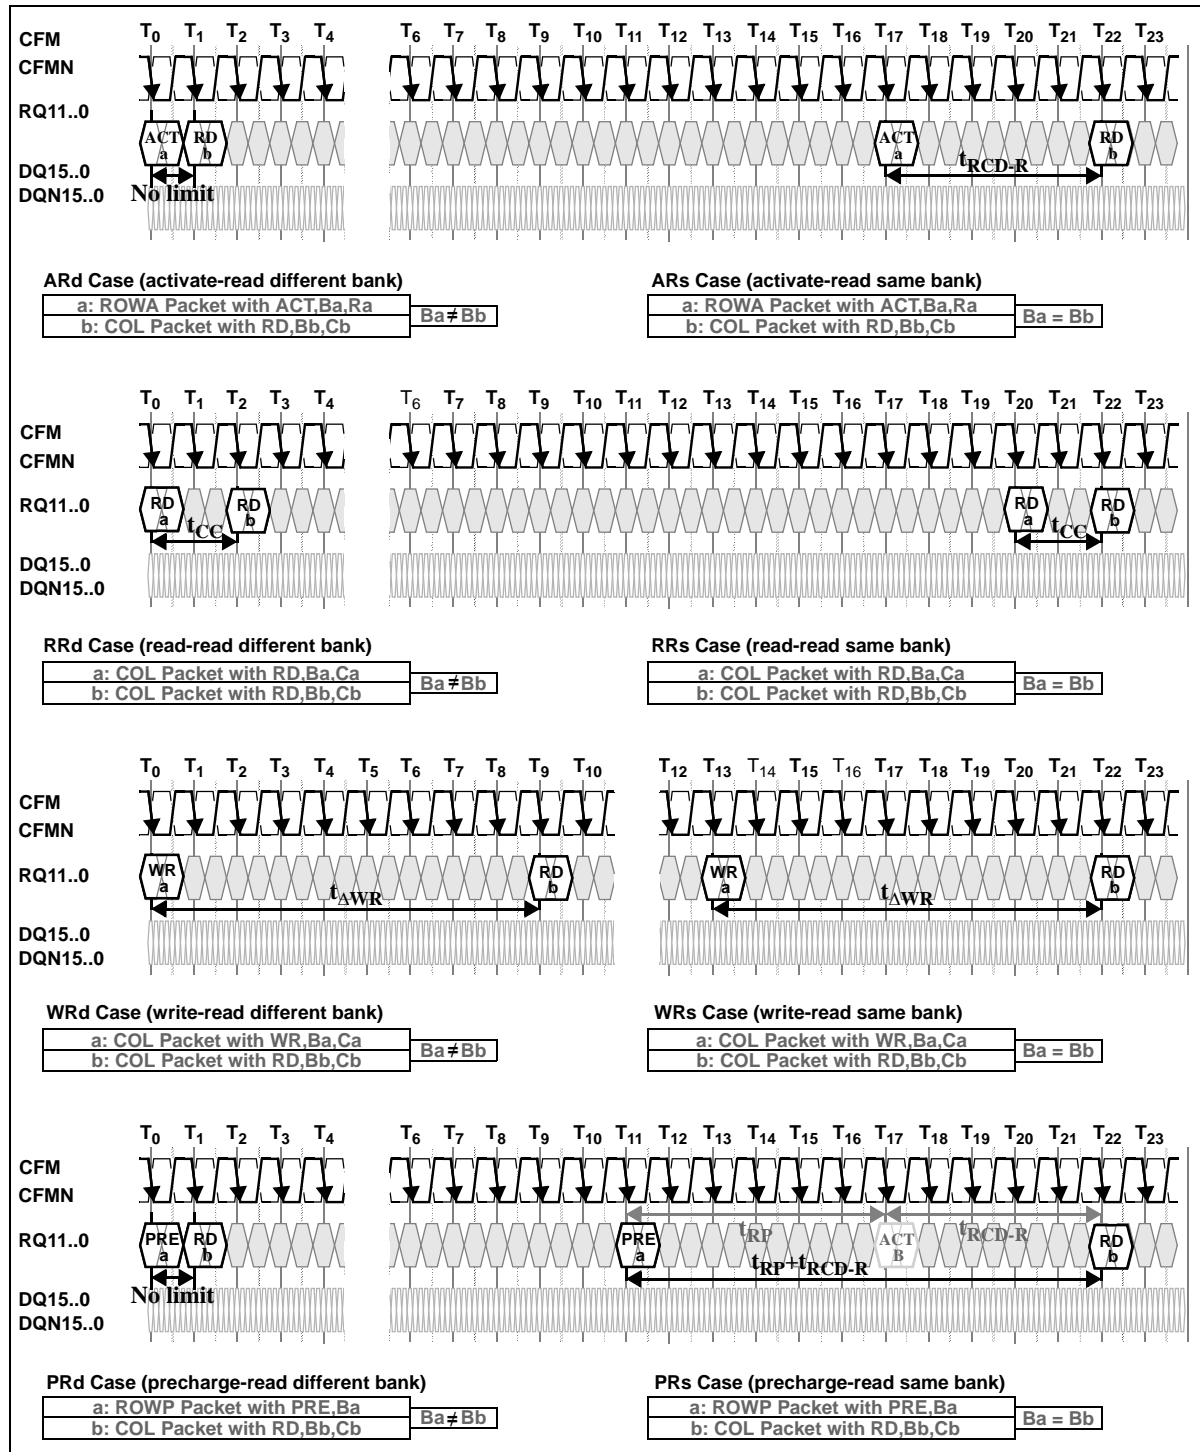 T0 T1 T2 T3 T4 T6 T7 T8 T9 T10 T11 T12 T13 T14 T15 T16 T17 T18 T19 T20 T21 T22 T23
CFM
CFMN
RQ11..0
ACT a RD b ACT a RD b
tRCD-R
DQ15..0
No limit
DQN15..0
ARd Case (activate-read different bank) ARs Case (activate-read same bank)
a: ROWA Packet with ACT,Ba,Ra a: ROWA Packet with ACT,Ba,Ra
Ba≠Bb Ba = Bb
b: COL Packet with RD,Bb,Cb b: COL Packet with RD,Bb,Cb
T0 T1 T2 T3 T4 T6 T7 T8 T9 T10 T11 T12 T13 T14 T15 T16 T17 T18 T19 T20 T21 T22 T23
CFM
CFMN
RQ11..0 RD a RD b RD a RD b
tCC tCC
DQ15..0
DQN15..0
RRd Case (read-read different bank) RRs Case (read-read same bank)
a: COL Packet with RD,Ba,Ca a: COL Packet with RD,Ba,Ca
Ba≠Bb Ba = Bb
b: COL Packet with RD,Bb,Cb b: COL Packet with RD,Bb,Cb
T0 T1 T2 T3 T4 T5 T6 T7 T8 T9 T10 T12 T13 T14 T15 T16 T17 T18 T19 T20 T21 T22 T23
CFM
CFMN
RQ11..0 WR a RD b WR a RD b
tΔWR tΔWR
DQ15..0
DQN15..0
WRd Case (write-read different bank) WRs Case (write-read same bank)
a: COL Packet with WR,Ba,Ca a: COL Packet with WR,Ba,Ca
Ba≠Bb Ba = Bb
b: COL Packet with RD,Bb,Cb b: COL Packet with RD,Bb,Cb
T0 T1 T2 T3 T4 T6 T7 T8 T9 T10 T11 T12 T13 T14 T15 T16 T17 T18 T19 T20 T21 T22 T23
CFM
CFMN
tRP tRCD-R
RQ11..0 PRE a RD b PRE a ACT B RD b
tRP+tRCD-R
No limit
DQ15..0
DQN15..0
PRd Case (precharge-read different bank) PRs Case (precharge-read same bank)
a: ROWP Packet with PRE,Ba a: ROWP Packet with PRE,Ba
Ba≠Bb Ba = Bb
b: COL Packet with RD,Bb,Cb b: COL Packet with RD,Bb,Cb